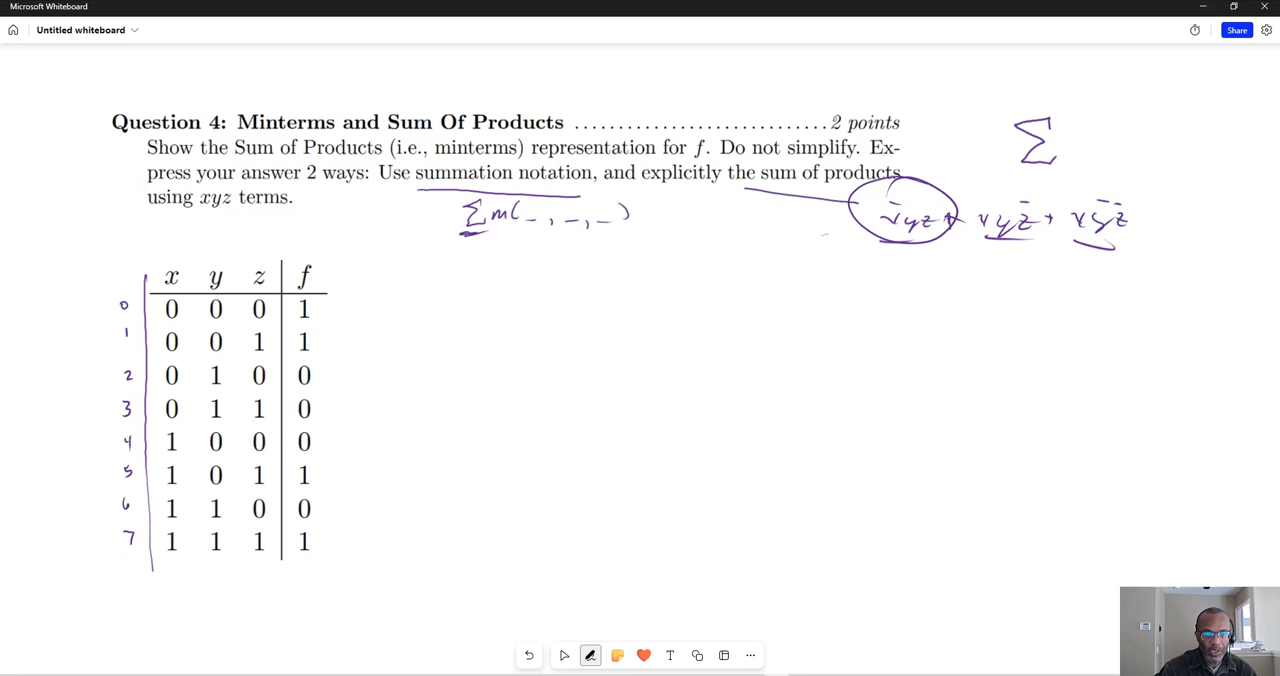 Microsoft Whiteboard
Untitled whiteboard
Share
Question 4: Minterms and Sum Of Products ............................ 2 points
Show the Sum of Products (i.e., minterms) representation for f. Do not simplify. Ex-
press your answer 2 ways: Use summation notation, and explicitly the sum of products
using xyz terms.
Σ
Σm(_, _, _)
x̄yz + xyz̄ + xȳz̄
x y z f
0 0 0 0 1
1 0 0 1 1
2 0 1 0 0
3 0 1 1 0
4 1 0 0 0
5 1 0 1 1
6 1 1 0 0
7 1 1 1 1
T